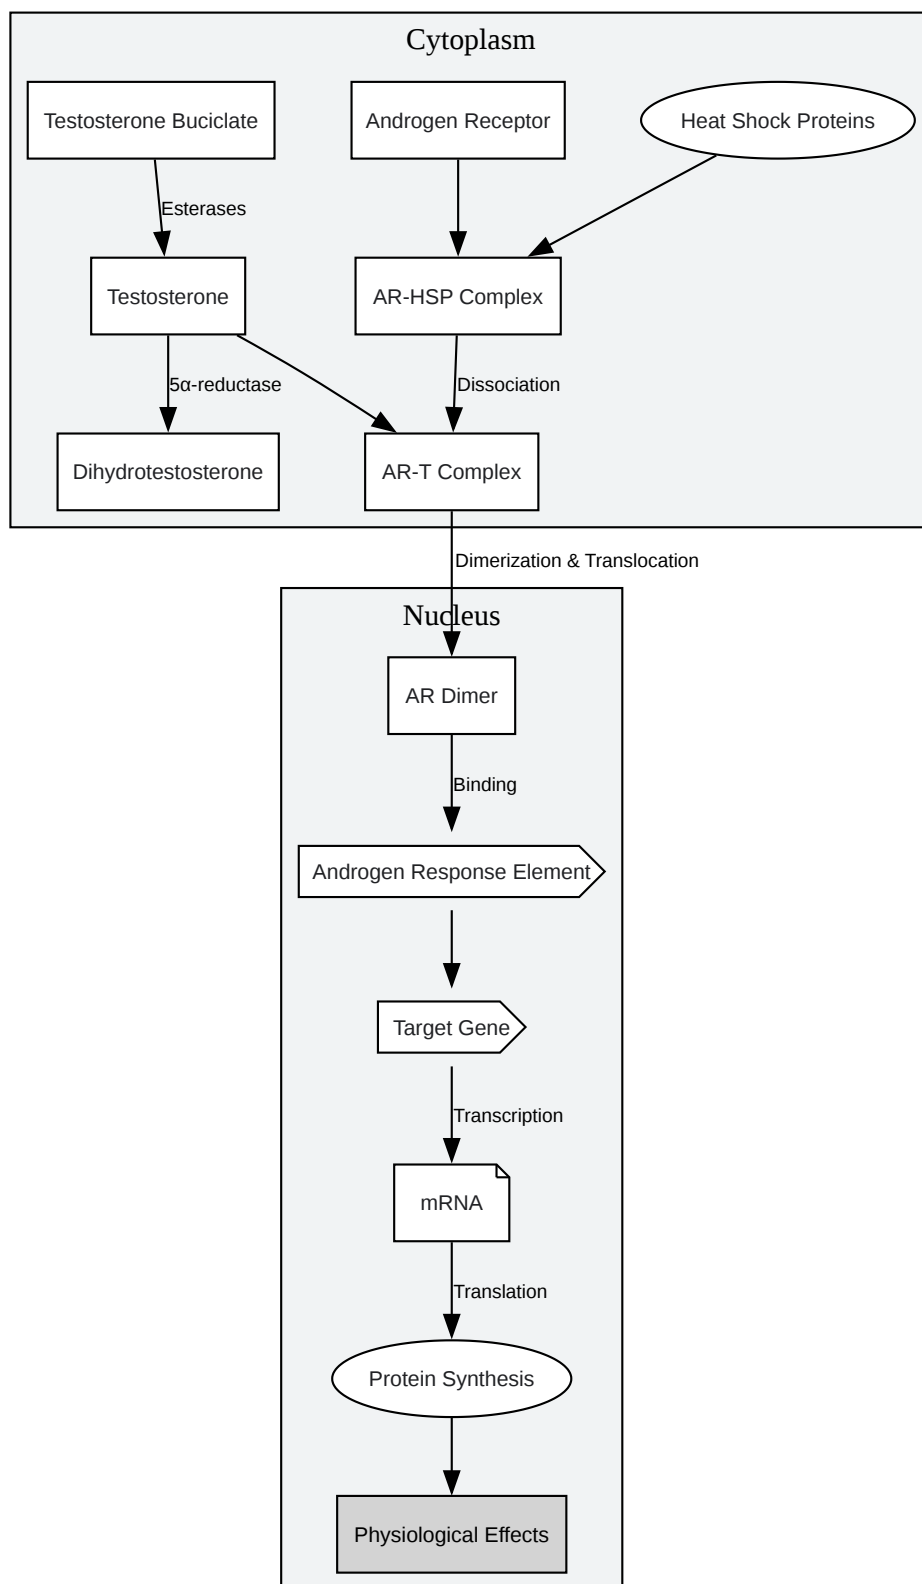 Cytoplasm
Testosterone Buciclate
Androgen Receptor
Heat Shock Proteins
Esterases
Testosterone
AR-HSP Complex
5α-reductase
Dissociation
Dihydrotestosterone
AR-T Complex
Dimerization & Translocation
Nucleus
AR Dimer
Binding
Androgen Response Element
Target Gene
Transcription
mRNA
Translation
Protein Synthesis
Physiological Effects